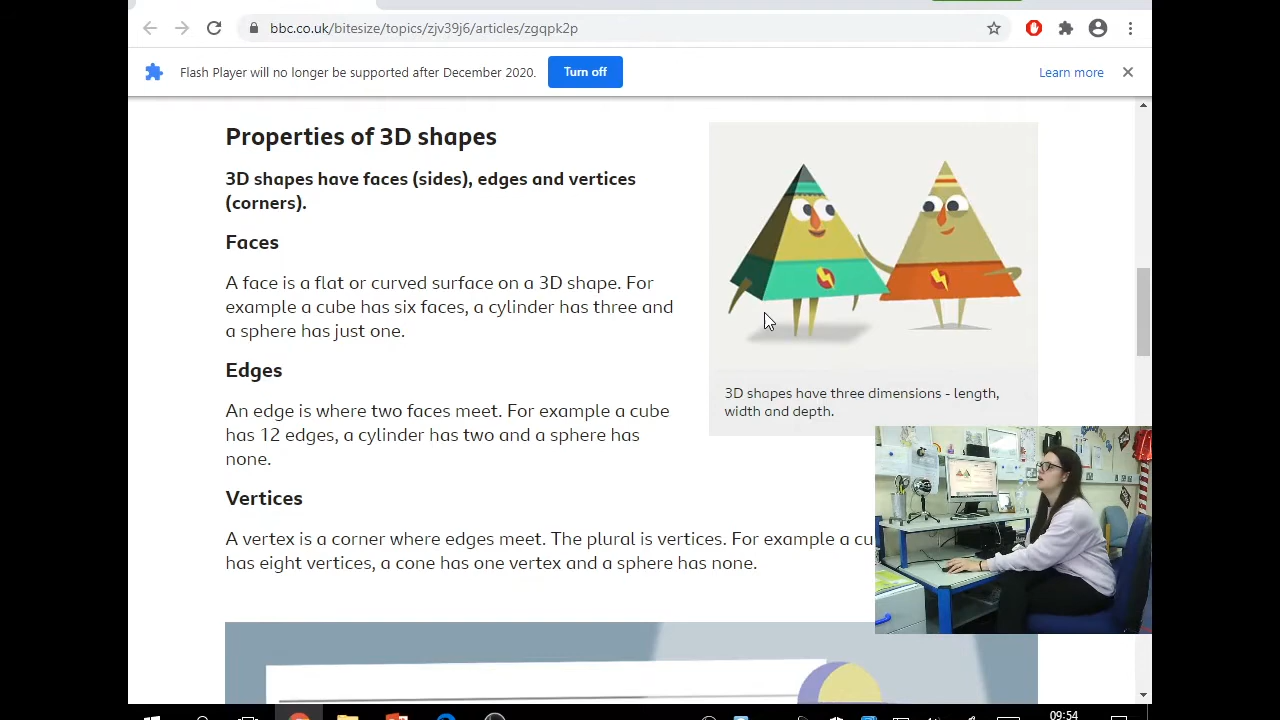 bbc.co.uk/bitesize/topics/zjv39j6/articles/zgqpk2p
Flash Player will no longer be supported after December 2020.
Turn off
Learn more
Properties of 3D shapes
3D shapes have faces (sides), edges and vertices
(corners).
Faces
A face is a flat or curved surface on a 3D shape. For
example a cube has six faces, a cylinder has three and
a sphere has just one.
Edges
An edge is where two faces meet. For example a cube
has 12 edges, a cylinder has two and a sphere has
none.
Vertices
A vertex is a corner where edges meet. The plural is vertices. For example a cu
has eight vertices, a cone has one vertex and a sphere has none.
3D shapes have three dimensions - length,
width and depth.
09:54